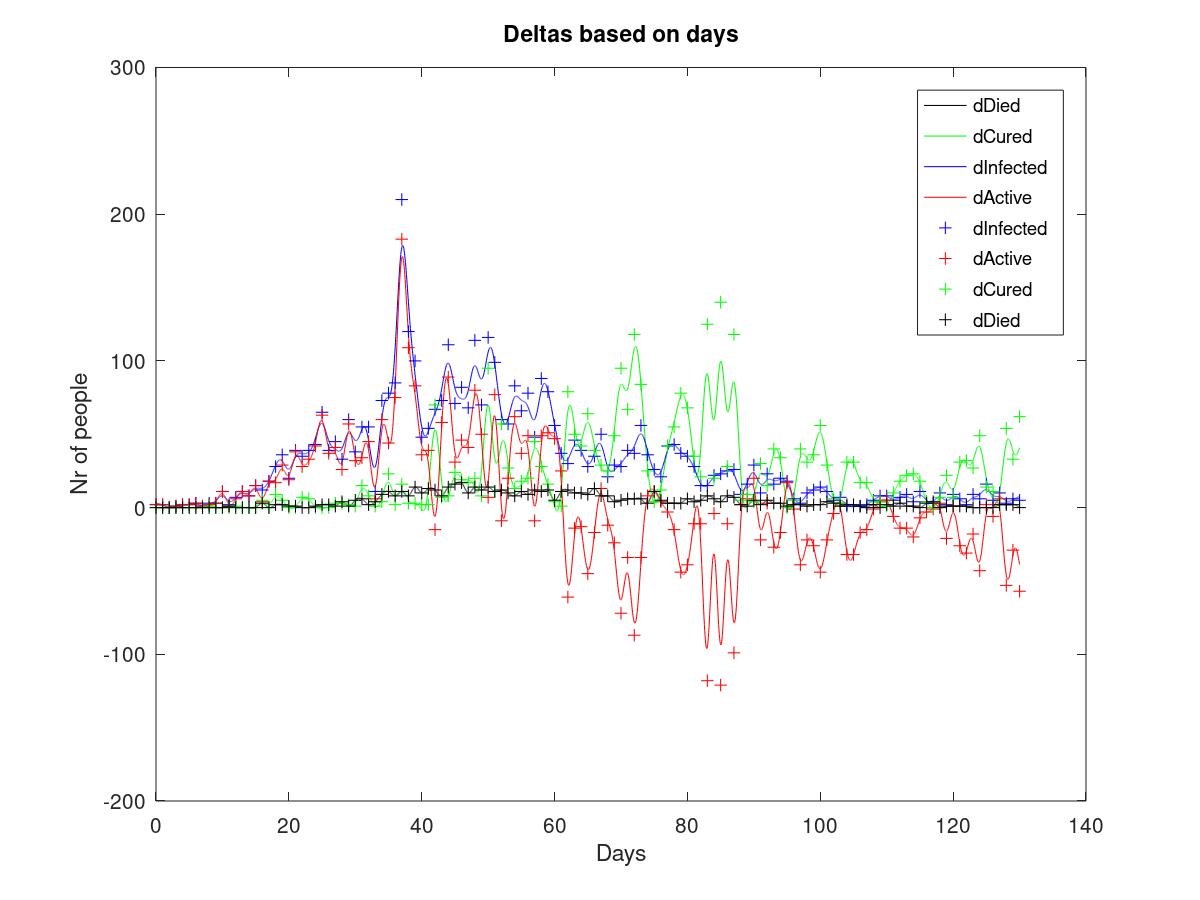 Deltas based on days
300
200
100
0
-100
-200
Nr of people
dDied
dCured
dInfected
dActive
dInfected
dActive
dCured
dDied
0 20 40 60 80 100 120 140
Days